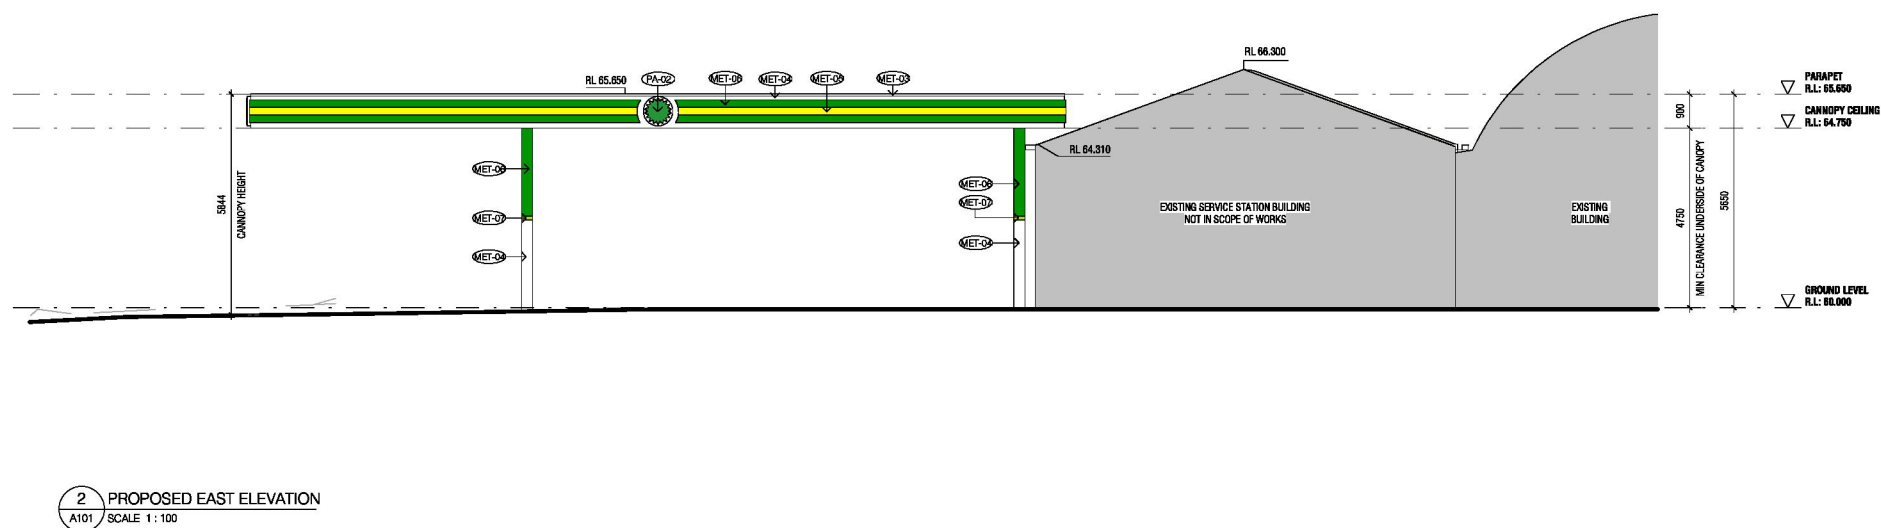 RL 66.300
RL 65.650
PA-02
MET-06
MET-04
MET-05
MET-03
PARAPET
R.L: 65.650
900
CANNOPY CEILING
R.L: 64.750
RL 64.310
MET-06
MET-06
MET-07
MET-07
MET-04
MET-04
5844
CANNOPY HEIGHT
EXISTING SERVICE STATION BUILDING
NOT IN SCOPE OF WORKS
EXISTING
BUILDING
4750
MIN CLEARANCE UNDERSIDE OF CANOPY
5650
GROUND LEVEL
R.L: 60.000
2
A101
PROPOSED EAST ELEVATION
SCALE 1 : 100